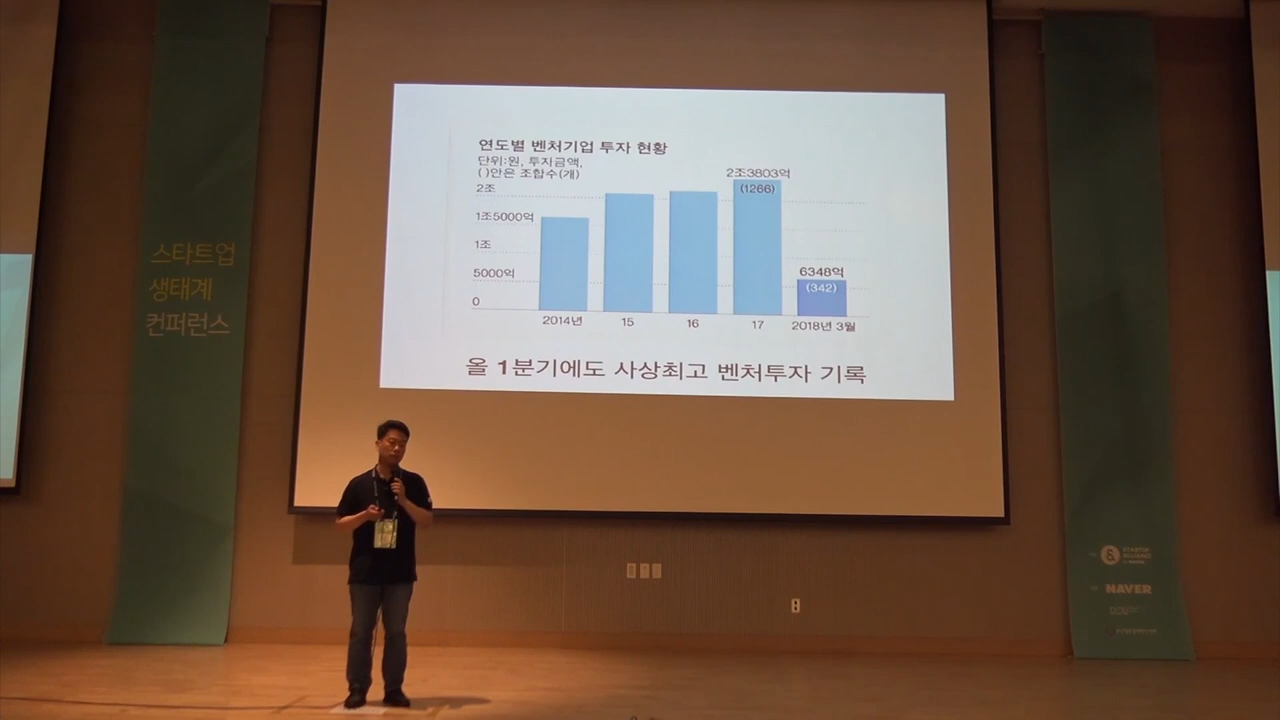 스타트업
생태계
컨퍼런스
연도별 벤처기업 투자 현황
단위:원, 투자금액,
( )안은 조합수(개)
2조
1조5000억
1조
5000억
0
2조3803억
(1266)
6348억
(342)
2014년 15 16 17 2018년 3월
올 1분기에도 사상최고 벤처투자 기록
STARTUP
ALLIANCE
NAVER